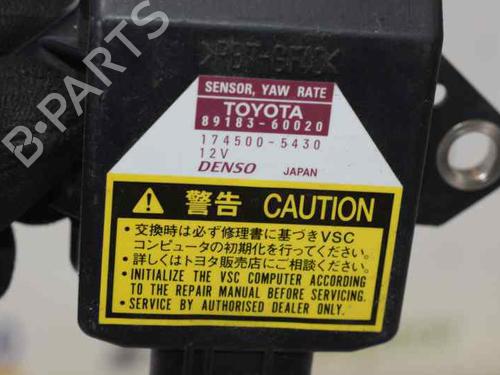 >PBT-GF40<
SENSOR, YAW RATE
TOYOTA
89183-60020
174500-5430
12V
DENSO JAPAN
警告 CAUTION
・交換時は必ず修理書に基づきVSC
コンピュータの初期化を行ってください。
・詳しくはトヨタ販売店にご相談ください。
・INITIALIZE THE VSC COMPUTER ACCORDING
TO THE REPAIR MANUAL BEFORE SERVICING.
・SERVICE BY AUTHORISED DEALER ONLY.